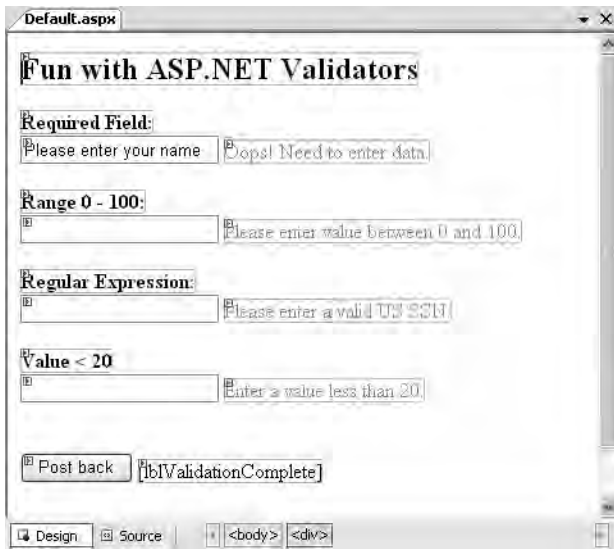 Default.aspx
Fun with ASP.NET Validators
Required Field:
Please enter your name Oops! Need to enter data.
Range 0 - 100:
Please enter value between 0 and 100.
Regular Expression:
Please enter a valid US SSN.
Value < 20
Enter a value less than 20.
Post back [lblValidationComplete]
Design Source <body> <div>